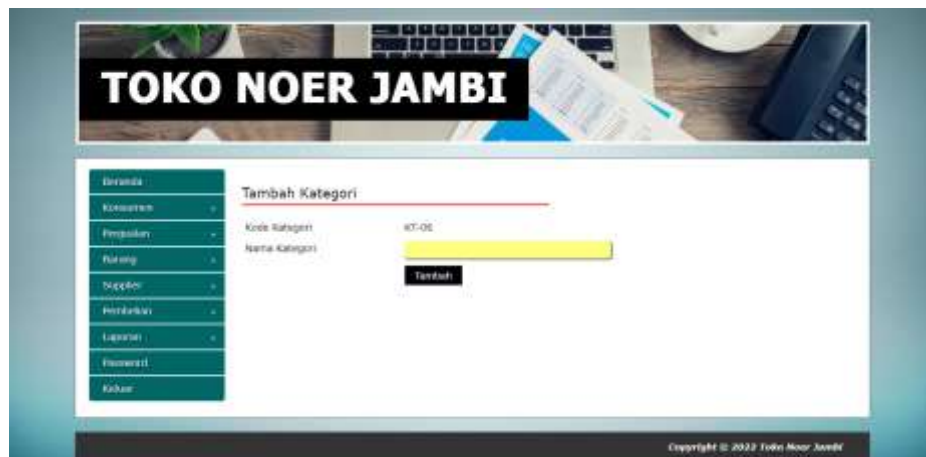 TOKO NOER JAMBI
Beranda
Konsumen
Penjualan
Barang
Supplier
Pembelian
Laporan
Password
Keluar
Tambah Kategori
Kode Kategori KT-06
Nama Kategori
Tambah
Copyright © 2022 Toko Noer Jambi